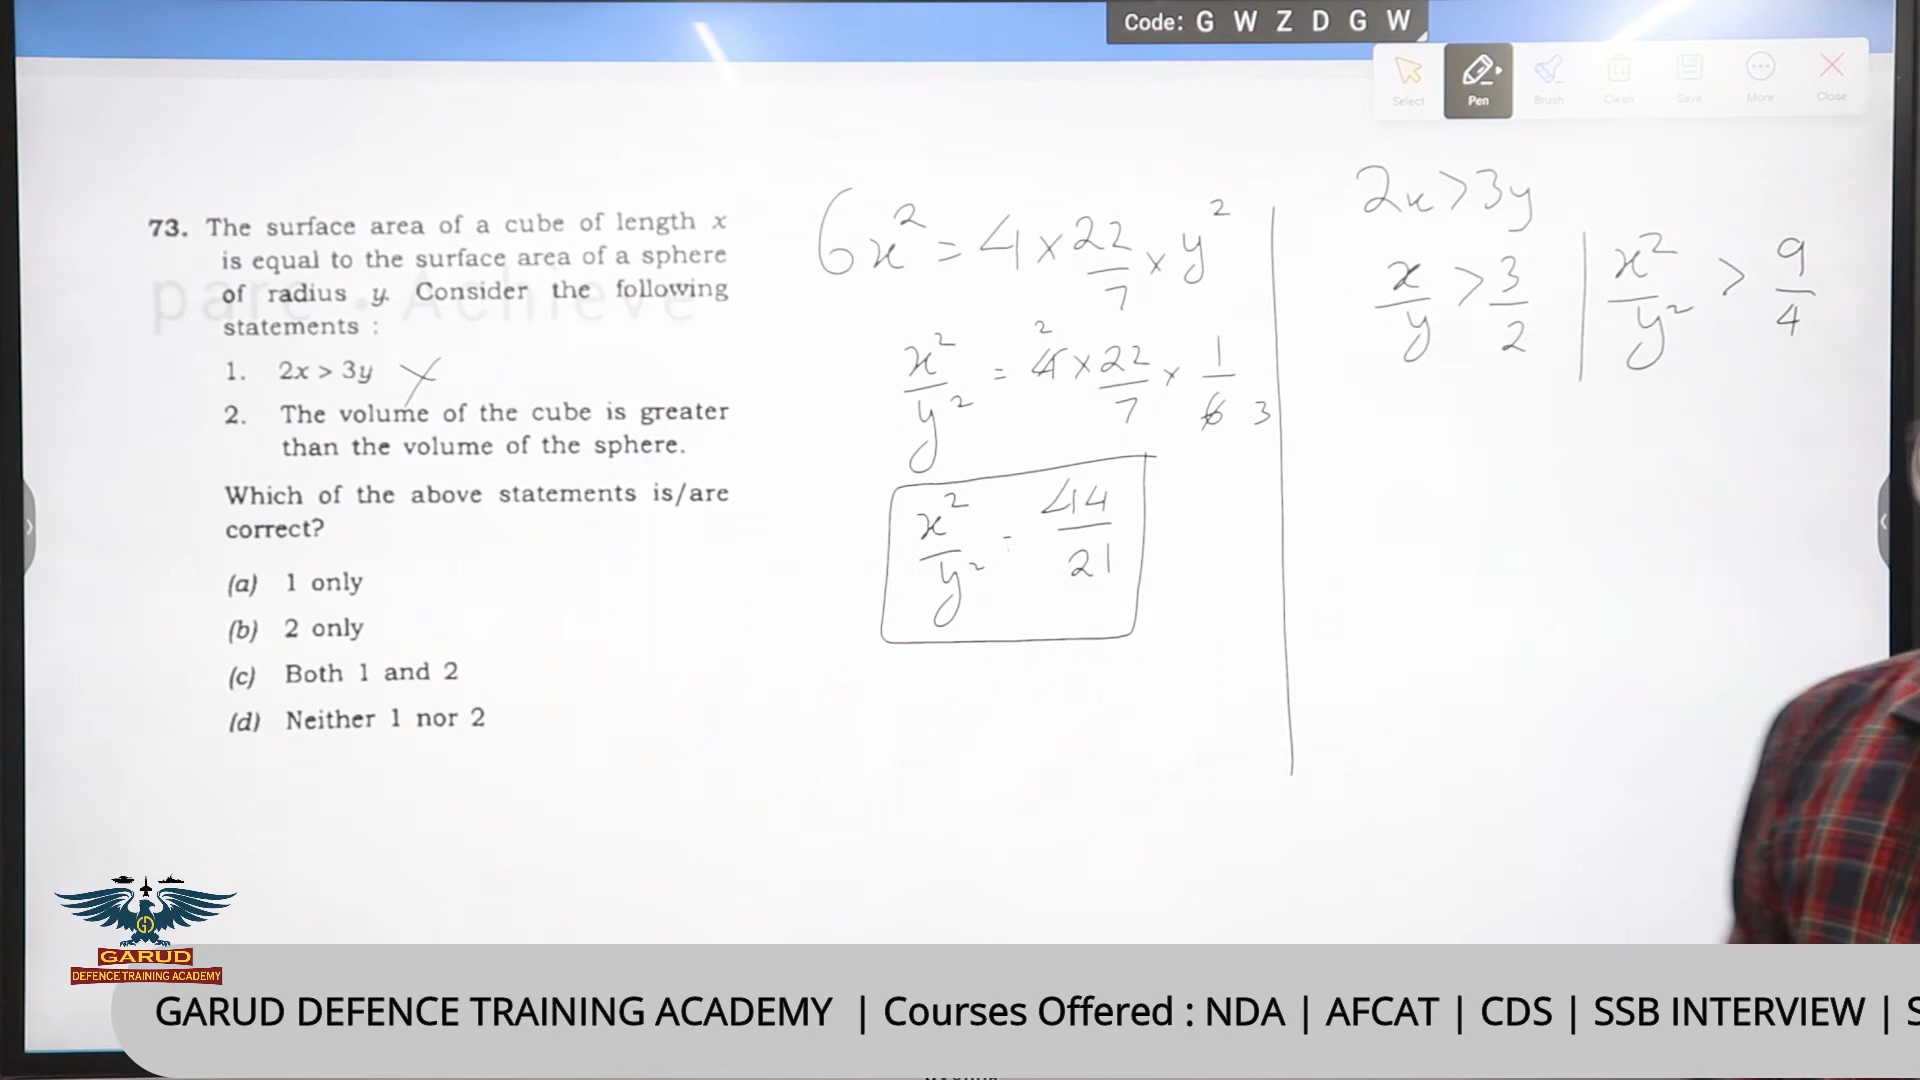 Code: G W Z D G W
Select Pen Brush Clean Save More Close
73. The surface area of a cube of length x
is equal to the surface area of a sphere
of radius y. Consider the following
statements :
1. 2x > 3y
2. The volume of the cube is greater
than the volume of the sphere.
Which of the above statements is/are
correct?
(a) 1 only
(b) 2 only
(c) Both 1 and 2
(d) Neither 1 nor 2
6x² = 4 × 22/7 × y²
x²/y² = 4 2 × 22/7 × 1/6 3
x²/y² = 44/21
2x > 3y
x/y > 3/2 | x²/y² > 9/4
GD
GARUD
DEFENCE TRAINING ACADEMY
GARUD DEFENCE TRAINING ACADEMY | Courses Offered : NDA | AFCAT | CDS | SSB INTERVIEW | S